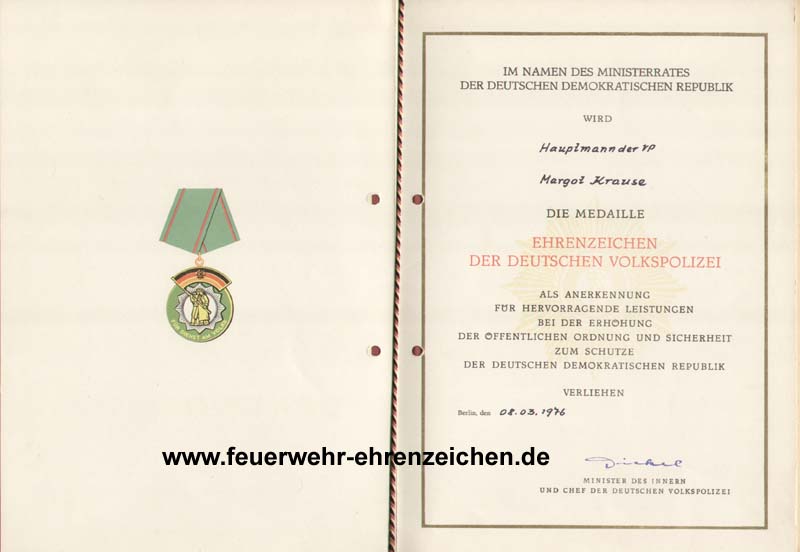 IM NAMEN DES MINISTERRATES
DER DEUTSCHEN DEMOKRATISCHEN REPUBLIK
WIRD
Hauptmann der VP
Margot Krause
DIE MEDAILLE
EHRENZEICHEN
DER DEUTSCHEN VOLKSPOLIZEI
ALS ANERKENNUNG
FÜR HERVORRAGENDE LEISTUNGEN
BEI DER ERHÖHUNG
DER ÖFFENTLICHEN ORDNUNG UND SICHERHEIT
ZUM SCHUTZE
DER DEUTSCHEN DEMOKRATISCHEN REPUBLIK
VERLIEHEN
Berlin, den 08.03.1976
www.feuerwehr-ehrenzeichen.de
Dickel
MINISTER DES INNERN
UND CHEF DER DEUTSCHEN VOLKSPOLIZEI